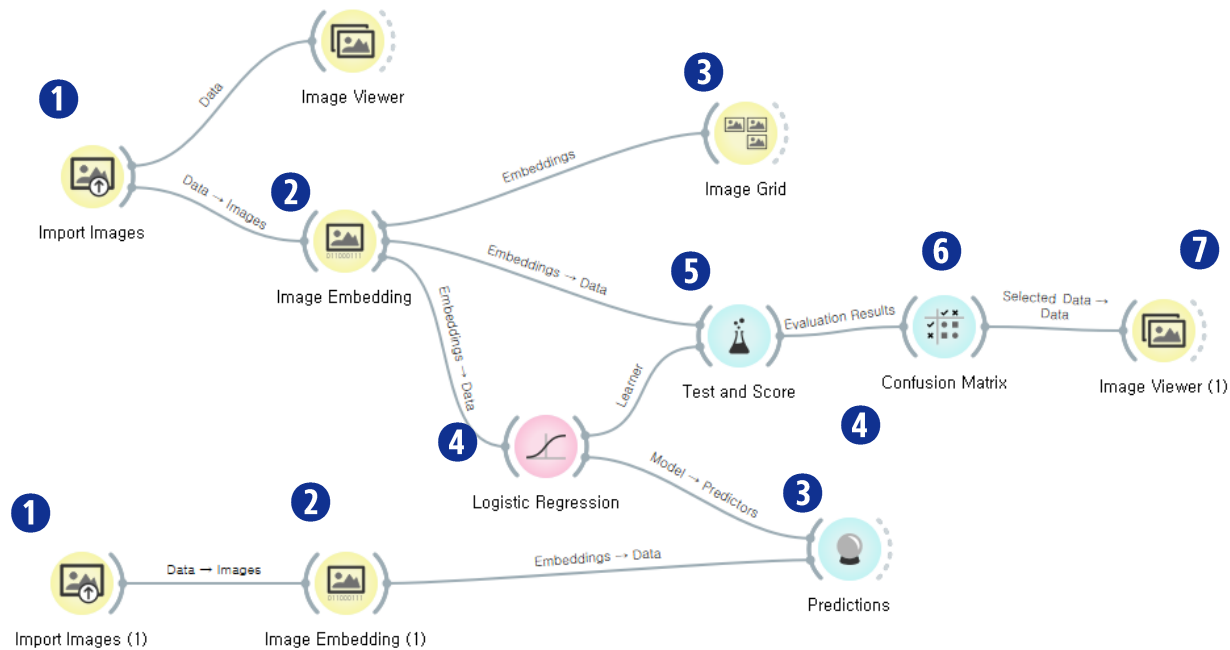 Image Viewer
1
Data
3
Import Images
Data → Images
2
Image Embedding
011000111
Embeddings
Image Grid
Embeddings → Data
5
Test and Score
Evaluation Results
6
Confusion Matrix
Selected Data →
Data
7
Image Viewer (1)
Embeddings → Data
4
Logistic Regression
Learner
Model → Predictors
4
3
Predictions
1
Import Images (1)
Data → Images
2
Image Embedding (1)
011000111
Embeddings → Data